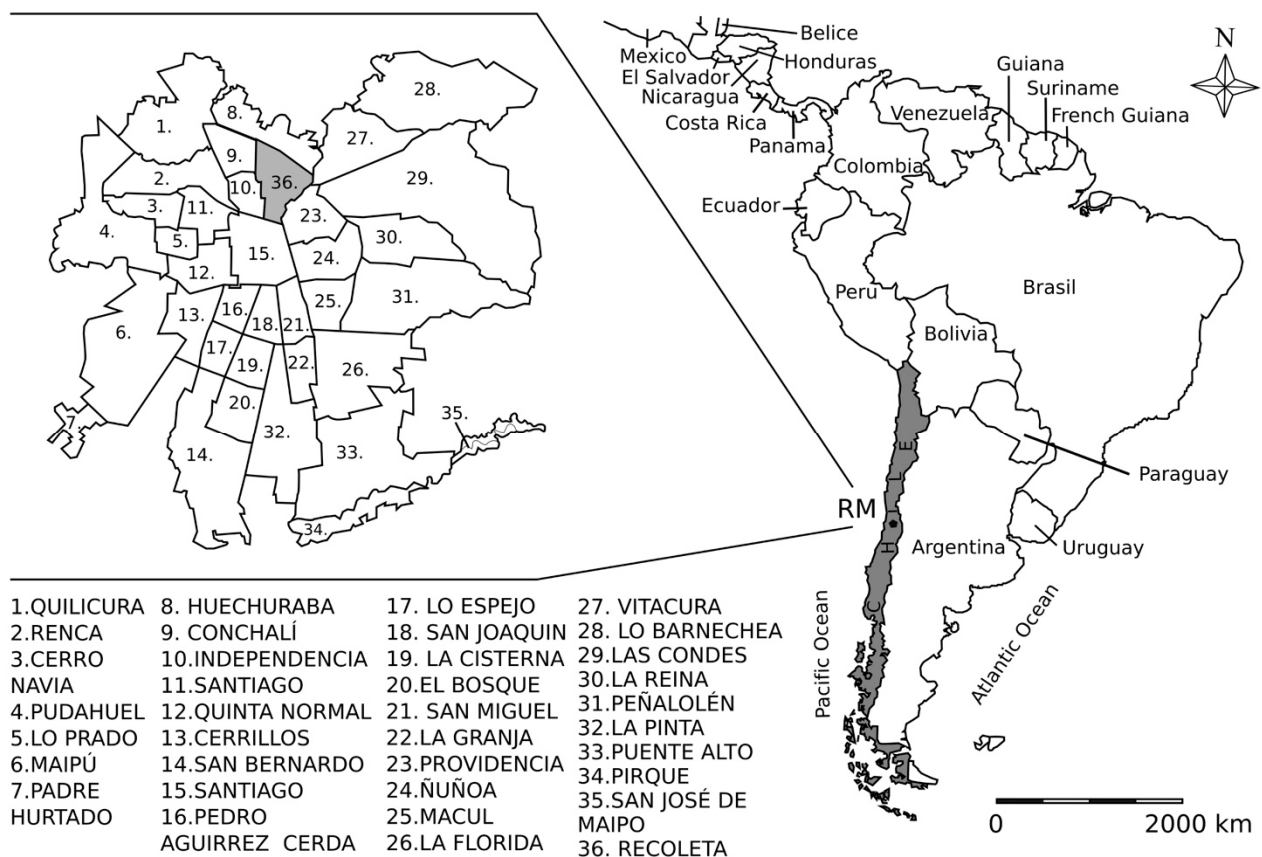 1.
2.
3.
4.
5.
6.
7.
8.
9.
10.
11.
12.
13.
14.
15.
16.
17.
18.
19.
20.
21.
22.
23.
24.
25.
26.
27.
28.
29.
30.
31.
32.
33.
34.
35.
36.
Belice
Mexico
Honduras
El Salvador
Nicaragua
Costa Rica
Panama
Guiana
Suriname
French Guiana
N
Venezuela
Colombia
Ecuador
Peru
Brasil
Bolivia
Paraguay
RM
CHILE
Argentina
Uruguay
Pacific Ocean
Atlantic Ocean
0 2000 km
1.QUILICURA
2.RENCA
3.CERRO
NAVIA
4.PUDAHUEL
5.LO PRADO
6.MAIPÚ
7.PADRE
HURTADO
8. HUECHURABA
9. CONCHALÍ
10.INDEPENDENCIA
11.SANTIAGO
12.QUINTA NORMAL
13.CERRILLOS
14.SAN BERNARDO
15.SANTIAGO
16.PEDRO
AGUIRREZ CERDA
17. LO ESPEJO
18. SAN JOAQUIN
19. LA CISTERNA
20.EL BOSQUE
21. SAN MIGUEL
22.LA GRANJA
23.PROVIDENCIA
24.ÑUÑOA
25.MACUL
26.LA FLORIDA
27. VITACURA
28. LO BARNECHEA
29.LAS CONDES
30.LA REINA
31.PEÑALOLÉN
32.LA PINTA
33.PUENTE ALTO
34.PIRQUE
35.SAN JOSÉ DE
MAIPO
36. RECOLETA